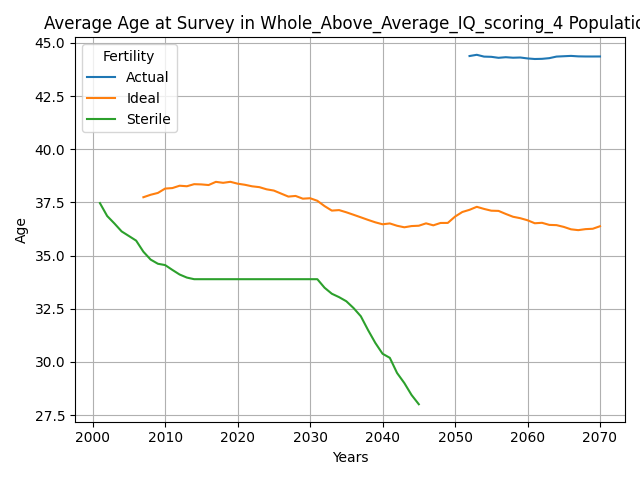 Average Age at Survey in Whole_Above_Average_IQ_scoring_4 Populatio
Fertility
Actual
Ideal
Sterile
45.0
42.5
40.0
37.5
35.0
32.5
30.0
27.5
Age
2000 2010 2020 2030 2040 2050 2060 2070
Years